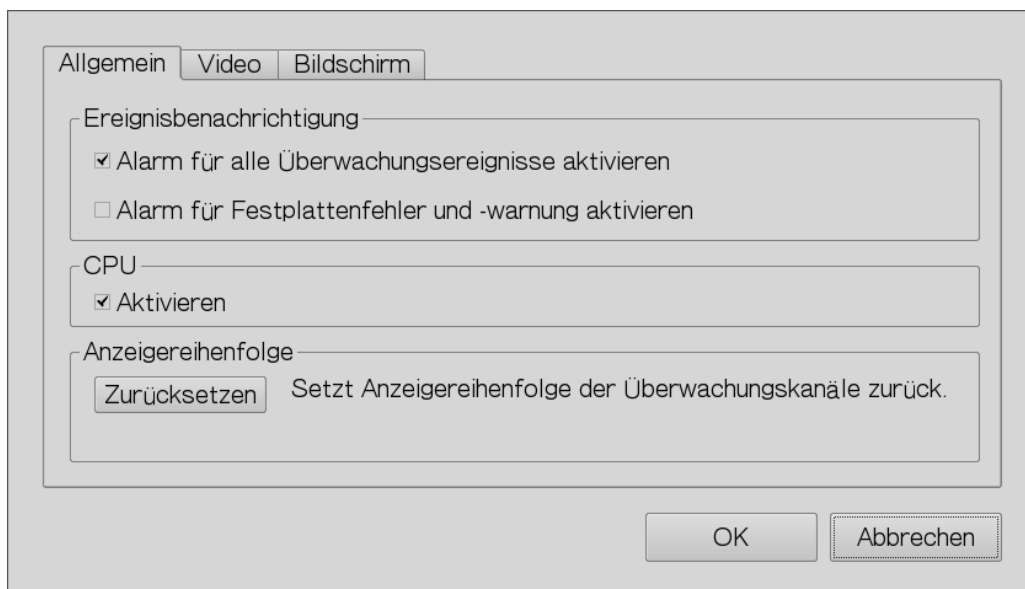 Allgemein Video Bildschirm
Ereignisbenachrichtigung
Alarm für alle Überwachungsereignisse aktivieren
Alarm für Festplattenfehler und -warnung aktivieren
CPU
Aktivieren
Anzeigereihenfolge
Zurücksetzen Setzt Anzeigereihenfolge der Überwachungskanäle zurück.
OK Abbrechen